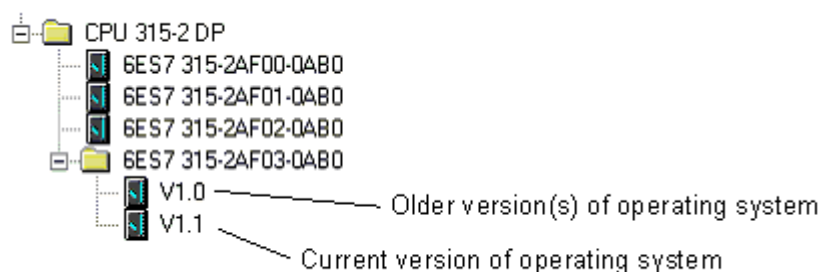 CPU 315-2 DP
6ES7 315-2AF00-0AB0
6ES7 315-2AF01-0AB0
6ES7 315-2AF02-0AB0
6ES7 315-2AF03-0AB0
V1.0
Older version(s) of operating system
V1.1
Current version of operating system